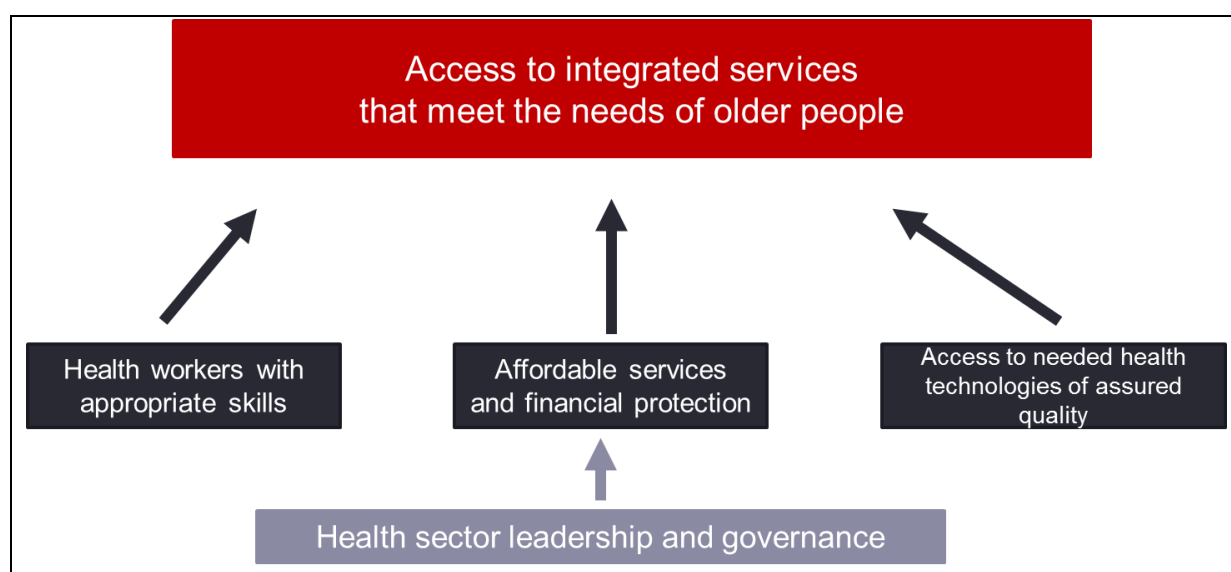 Access to integrated services
that meet the needs of older people
Health workers with
appropriate skills
Affordable services
and financial protection
Access to needed health
technologies of assured
quality
Health sector leadership and governance